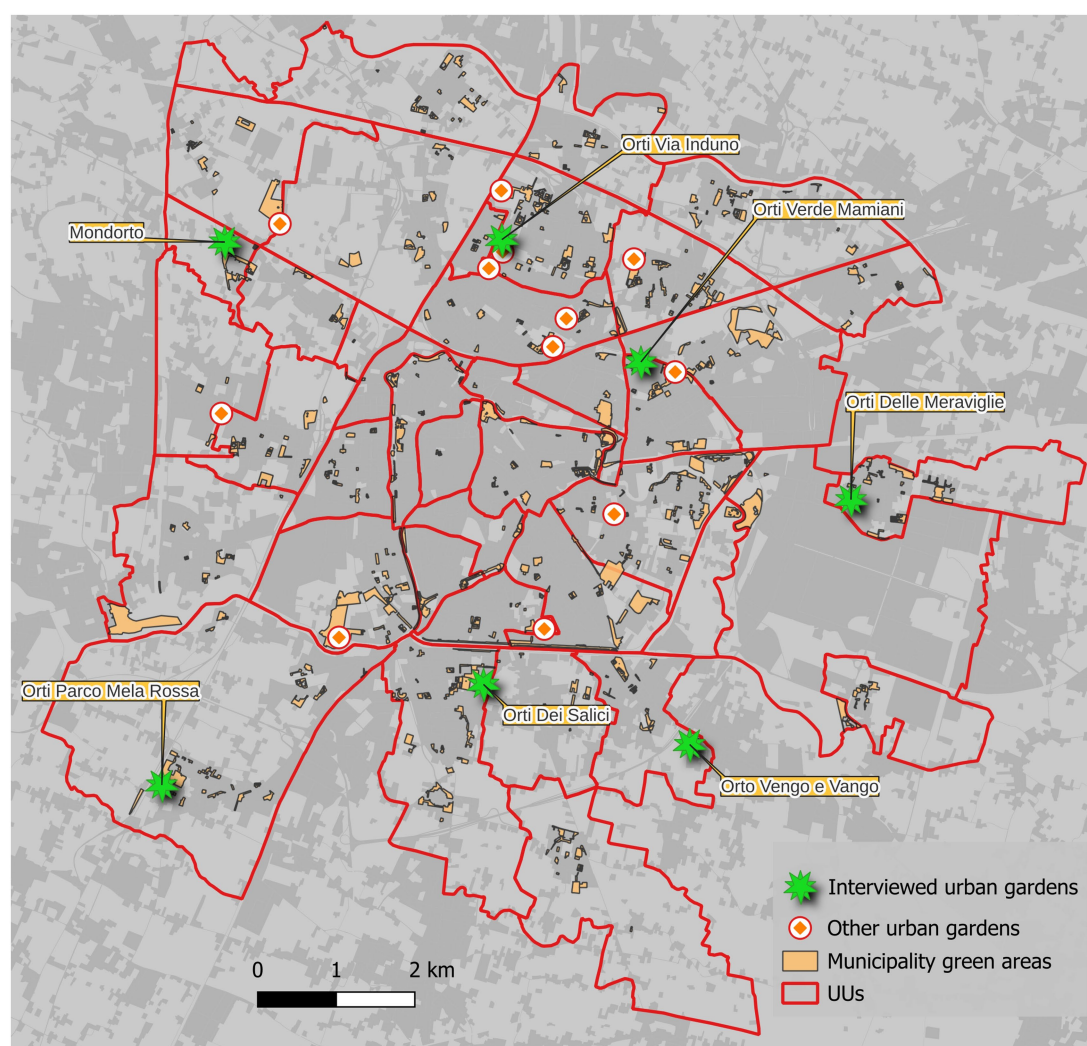 Orti Via Induno
Orti Verde Mamiani
Mondorto
Orti Delle Meraviglie
Orti Parco Mela Rossa
Orti Dei Salici
Orto Vengo e Vango
Interviewed urban gardens
Other urban gardens
Municipality green areas
UUs
0 1 2 km